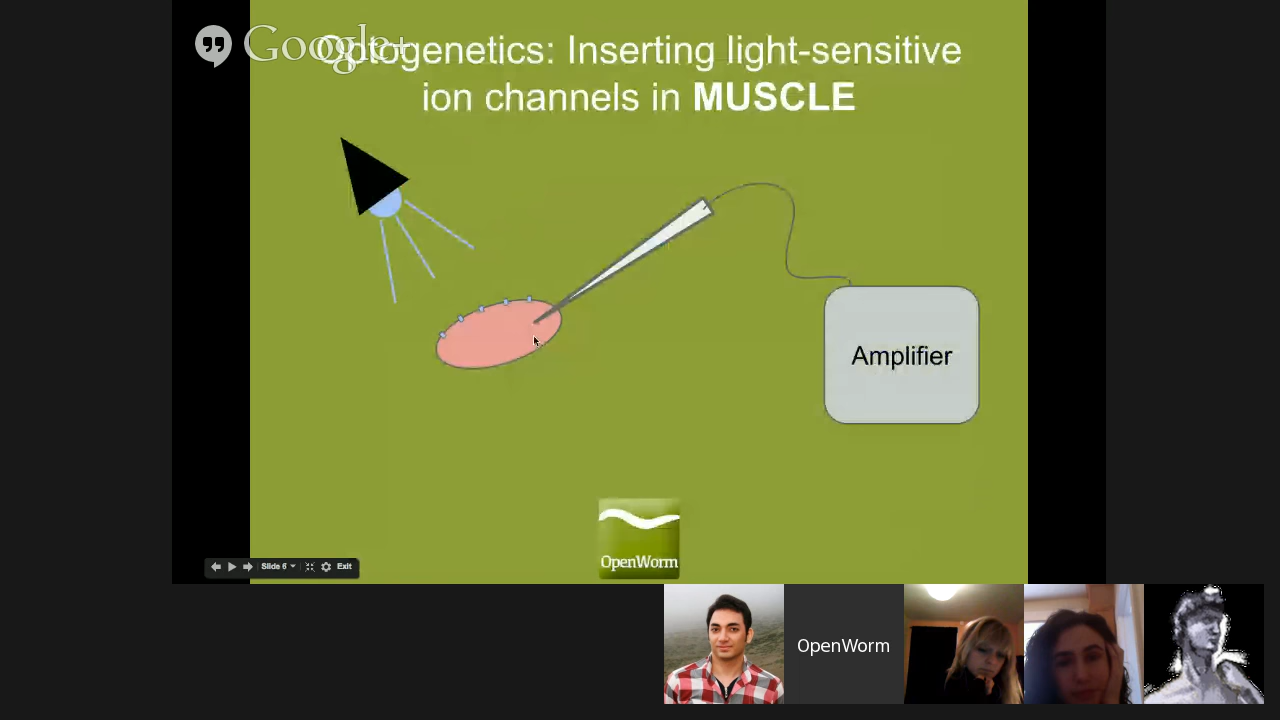 Google+
Optogenetics: Inserting light-sensitive
ion channels in MUSCLE
Amplifier
OpenWorm
Slide 6
Exit
OpenWorm